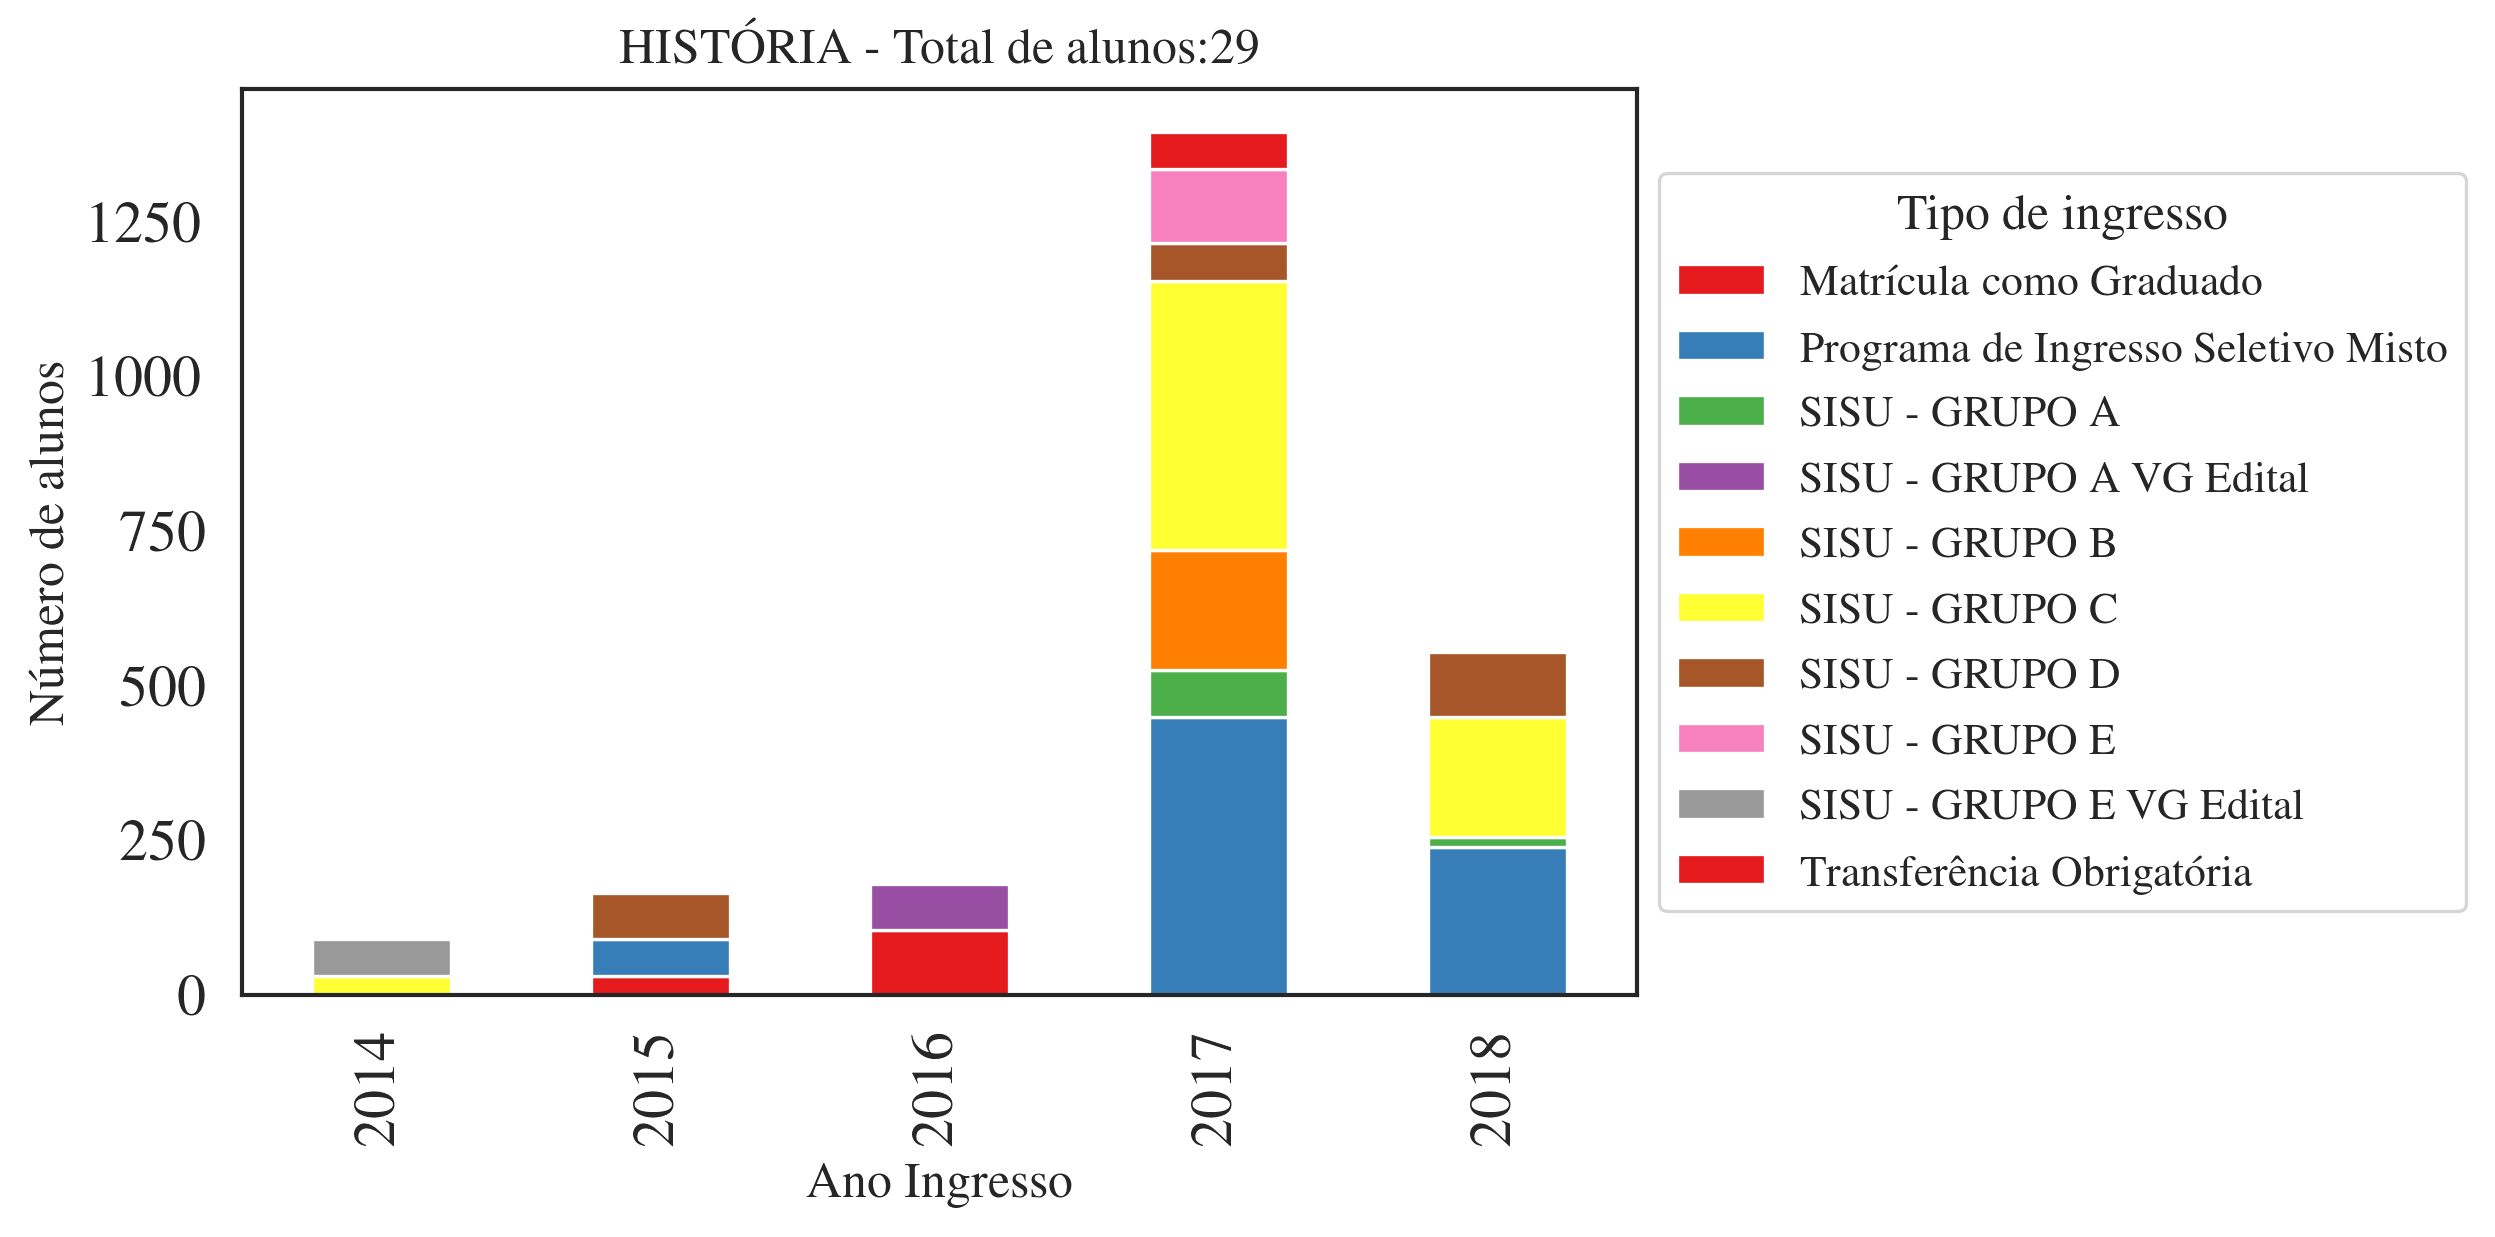 HISTÓRIA - Total de alunos:29
Número de alunos
1250
1000
750
500
250
0
2014
2015
2016
2017
2018
Ano Ingresso
Tipo de ingresso
Matrícula como Graduado
Programa de Ingresso Seletivo Misto
SISU - GRUPO A
SISU - GRUPO A VG Edital
SISU - GRUPO B
SISU - GRUPO C
SISU - GRUPO D
SISU - GRUPO E
SISU - GRUPO E VG Edital
Transferência Obrigatória